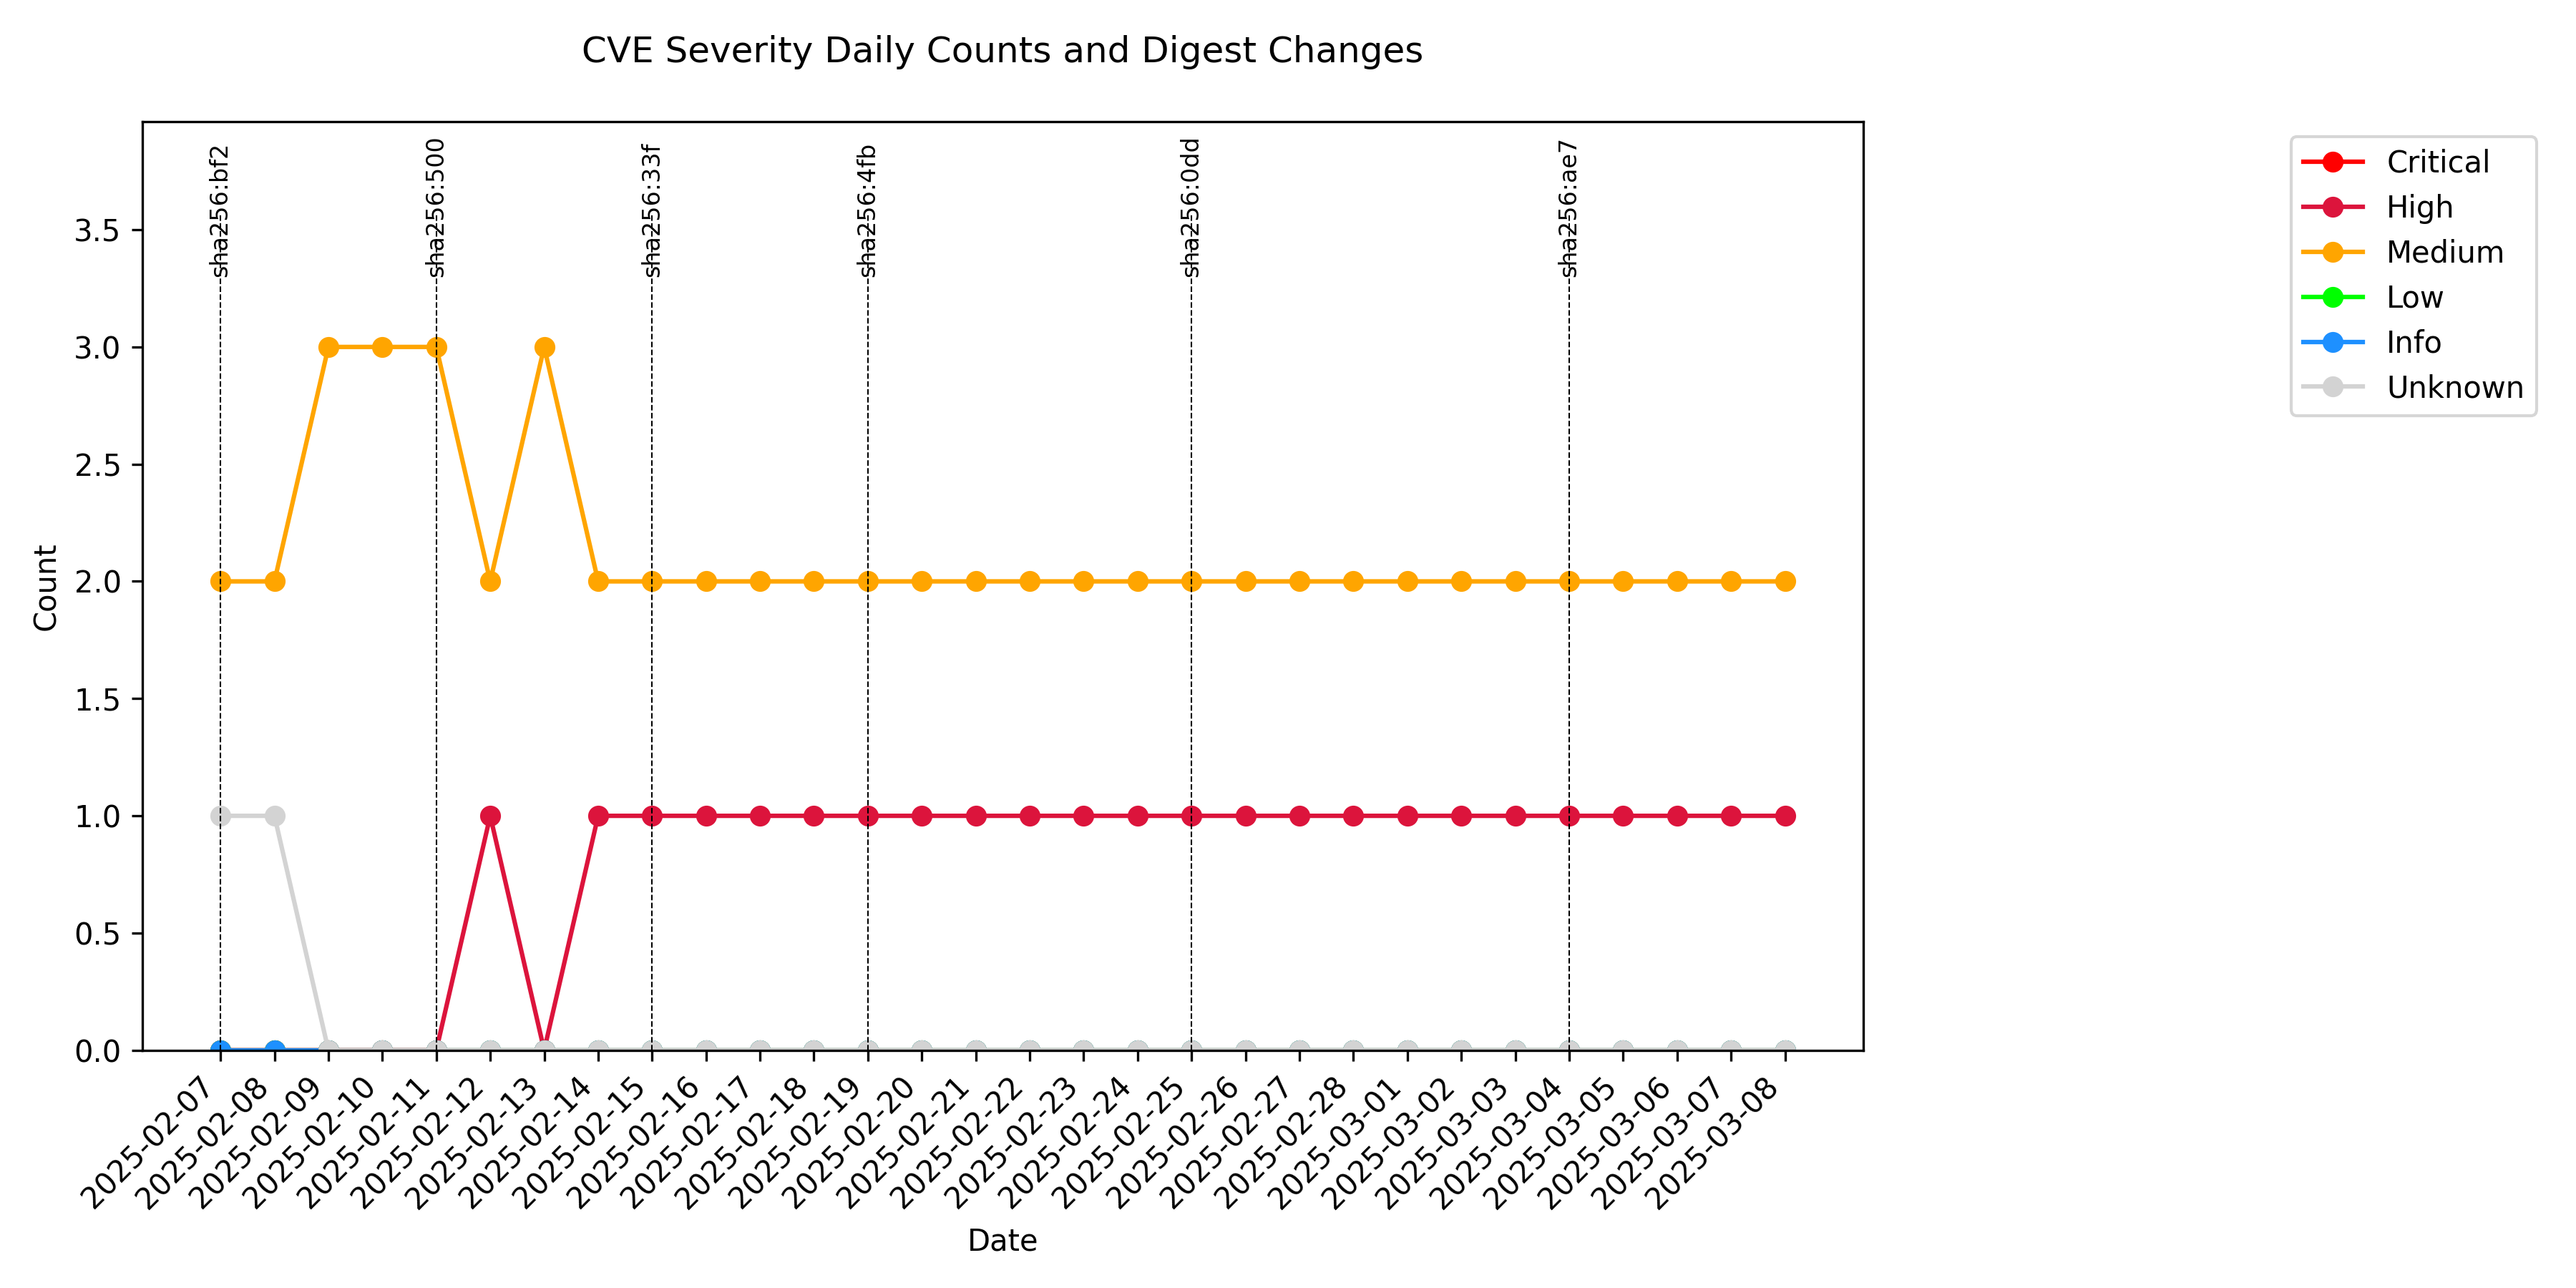 CVE Severity Daily Counts and Digest Changes
sha256:bf2
sha256:500
sha256:33f
sha256:4fb
sha256:0dd
sha256:ae7
Critical
High
Medium
Low
Info
Unknown
3.5
3.0
2.5
2.0
1.5
1.0
0.5
0.0
Count
2025-02-07
2025-02-08
2025-02-09
2025-02-10
2025-02-11
2025-02-12
2025-02-13
2025-02-14
2025-02-15
2025-02-16
2025-02-17
2025-02-18
2025-02-19
2025-02-20
2025-02-21
2025-02-22
2025-02-23
2025-02-24
2025-02-25
2025-02-26
2025-02-27
2025-02-28
2025-03-01
2025-03-02
2025-03-03
2025-03-04
2025-03-05
2025-03-06
2025-03-07
2025-03-08
Date